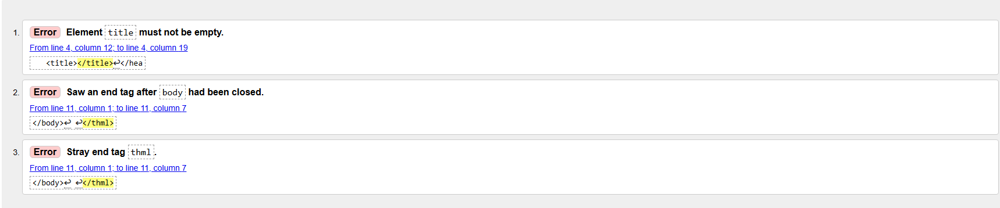 1. Error Element title must not be empty.
From line 4, column 12; to line 4, column 19
<title></title>↩</hea
2. Error Saw an end tag after body had been closed.
From line 11, column 1; to line 11, column 7
</body>↩ ↩</thml>
3. Error Stray end tag thml.
From line 11, column 1; to line 11, column 7
</body>↩ ↩</thml>